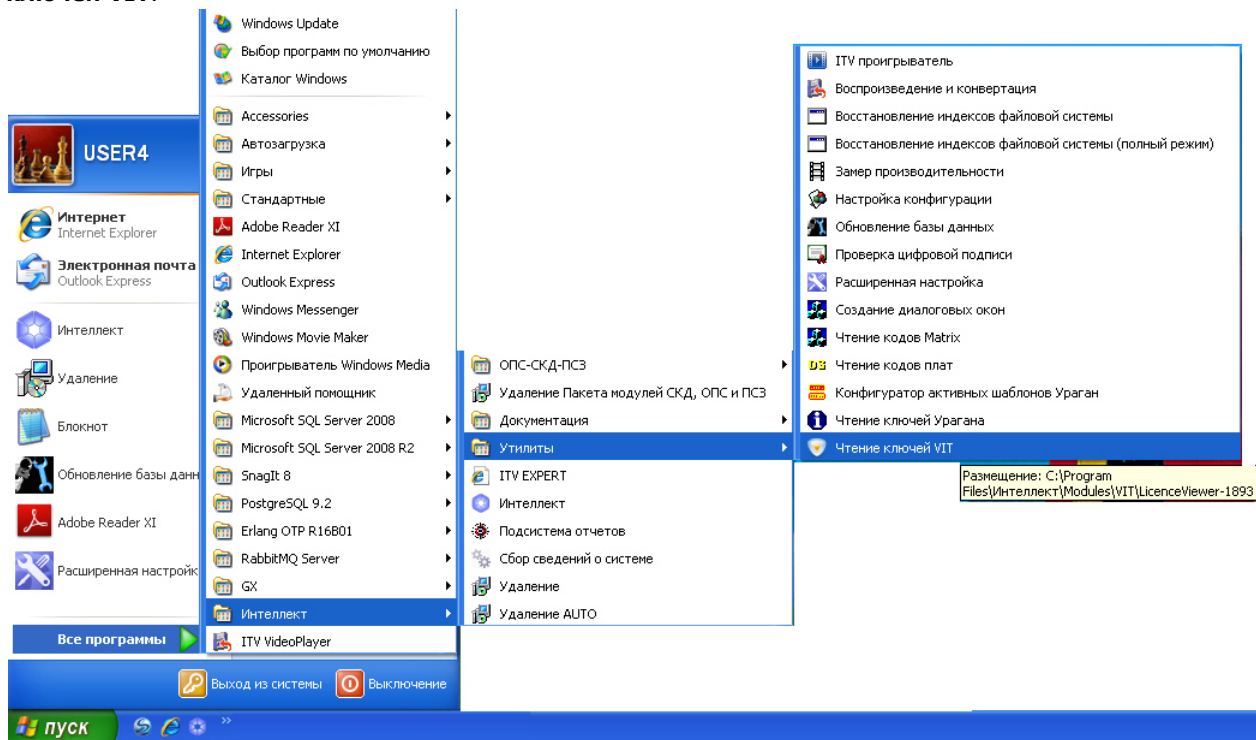 ключей VIT.
USER4
Интернет
Internet Explorer
Электронная почта
Outlook Express
Интеллект
Удаление
Блокнот
Обновление базы данн
Adobe Reader XI
Расширенная настройк
Все программы
Windows Update
Выбор программ по умолчанию
Каталог Windows
Accessories
Автозагрузка
Игры
Стандартные
Adobe Reader XI
Internet Explorer
Outlook Express
Windows Messenger
Windows Movie Maker
Проигрыватель Windows Media
Удаленный помощник
Microsoft SQL Server 2008
Microsoft SQL Server 2008 R2
SnagIt 8
PostgreSQL 9.2
Erlang OTP R16B01
RabbitMQ Server
GX
Интеллект
ITV VideoPlayer
ОПС-СКД-ПСЗ
Удаление Пакета модулей СКД, ОПС и ПСЗ
Документация
Утилиты
ITV EXPERT
Интеллект
Подсистема отчетов
Сбор сведений о системе
Удаление
Удаление AUTO
ITV проигрыватель
Воспроизведение и конвертация
Восстановление индексов файловой системы
Восстановление индексов файловой системы (полный режим)
Замер производительности
Настройка конфигурации
Обновление базы данных
Проверка цифровой подписи
Расширенная настройка
Создание диалоговых окон
Чтение кодов Matrix
Чтение кодов плат
Конфигуратор активных шаблонов Ураган
Чтение ключей Урагана
Чтение ключей VIT
Размещение: C:\Program
Files\Интеллект\Modules\VIT\LicenceViewer-1893
Выход из системы
Выключение
пуск